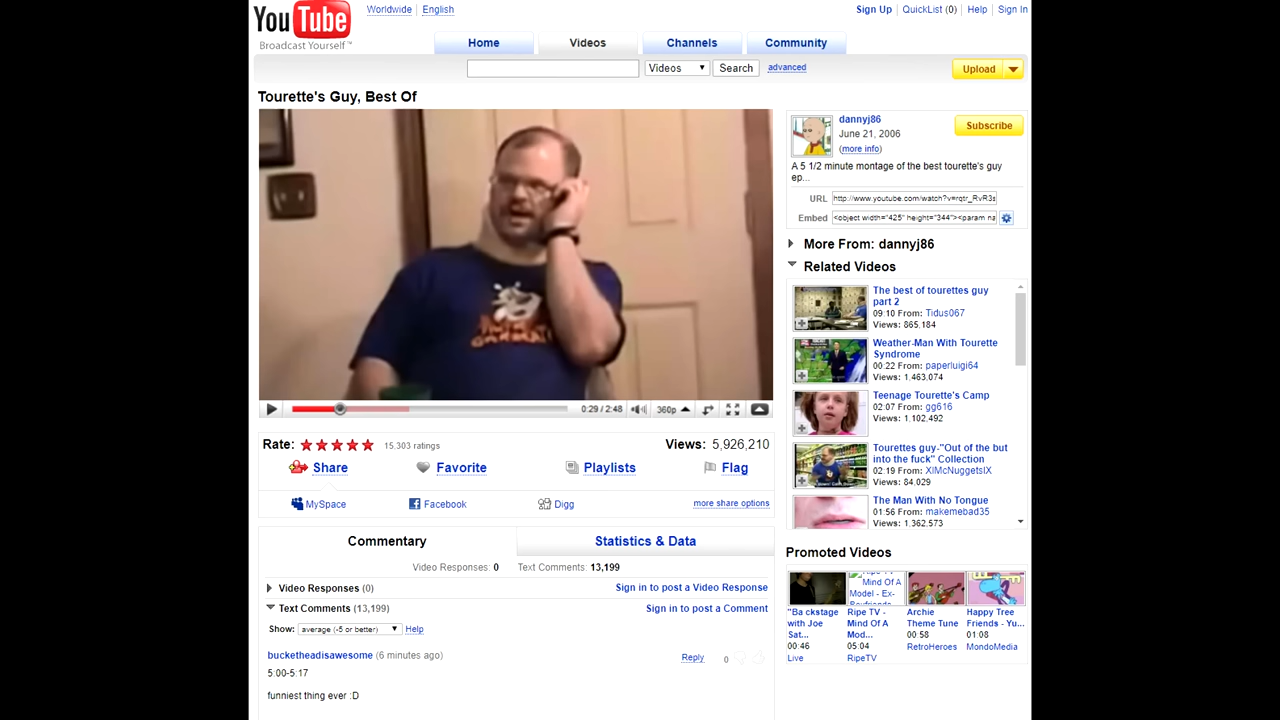 You Tube
Broadcast Yourself™
Worldwide English
Sign Up QuickList (0) Help Sign In
Home Videos Channels Community
Videos Search advanced
Upload
Tourette's Guy, Best Of
dannyj86
June 21, 2006
(more info)
Subscribe
A 5 1/2 minute montage of the best tourette's guy
ep...
URL http://www.youtube.com/watch?v=rqtr_RvR3s
Embed <object width="425" height="344"><param na
More From: dannyj86
Related Videos
The best of tourettes guy
part 2
09:10 From: Tidus067
Views: 865,184
Weather-Man With Tourette
Syndrome
00:22 From: paperluigi64
Views: 1,463,074
Teenage Tourette's Camp
02:07 From: gg616
Views: 1,102,492
Tourettes guy-"Out of the but
into the fuck" Collection
02:19 From: XIMcNuggetsIX
Views: 84.029
The Man With No Tongue
01:56 From: makemebad35
Views: 1.362,573
0:29 / 2:48 360p
Rate: 15.303 ratings Views: 5,926,210
Share Favorite Playlists Flag
MySpace Facebook Digg more share options
Commentary Statistics & Data
Video Responses: 0 Text Comments: 13,199
Video Responses (0) Sign in to post a Video Response
Text Comments (13,199) Sign in to post a Comment
Show: average (-5 or better) Help
bucketheadisawesome (6 minutes ago) Reply 0
5:00-5:17
funniest thing ever :D
Promoted Videos
Mind Of A
Model - Ex-
"Ba ckstage
with Joe
Sat...
00:46
Live
Ripe TV -
Mind Of A
Mod...
05:04
RipeTV
Archie
Theme Tune
00:58
RetroHeroes
Happy Tree
Friends - Yu...
01:08
MondoMedia